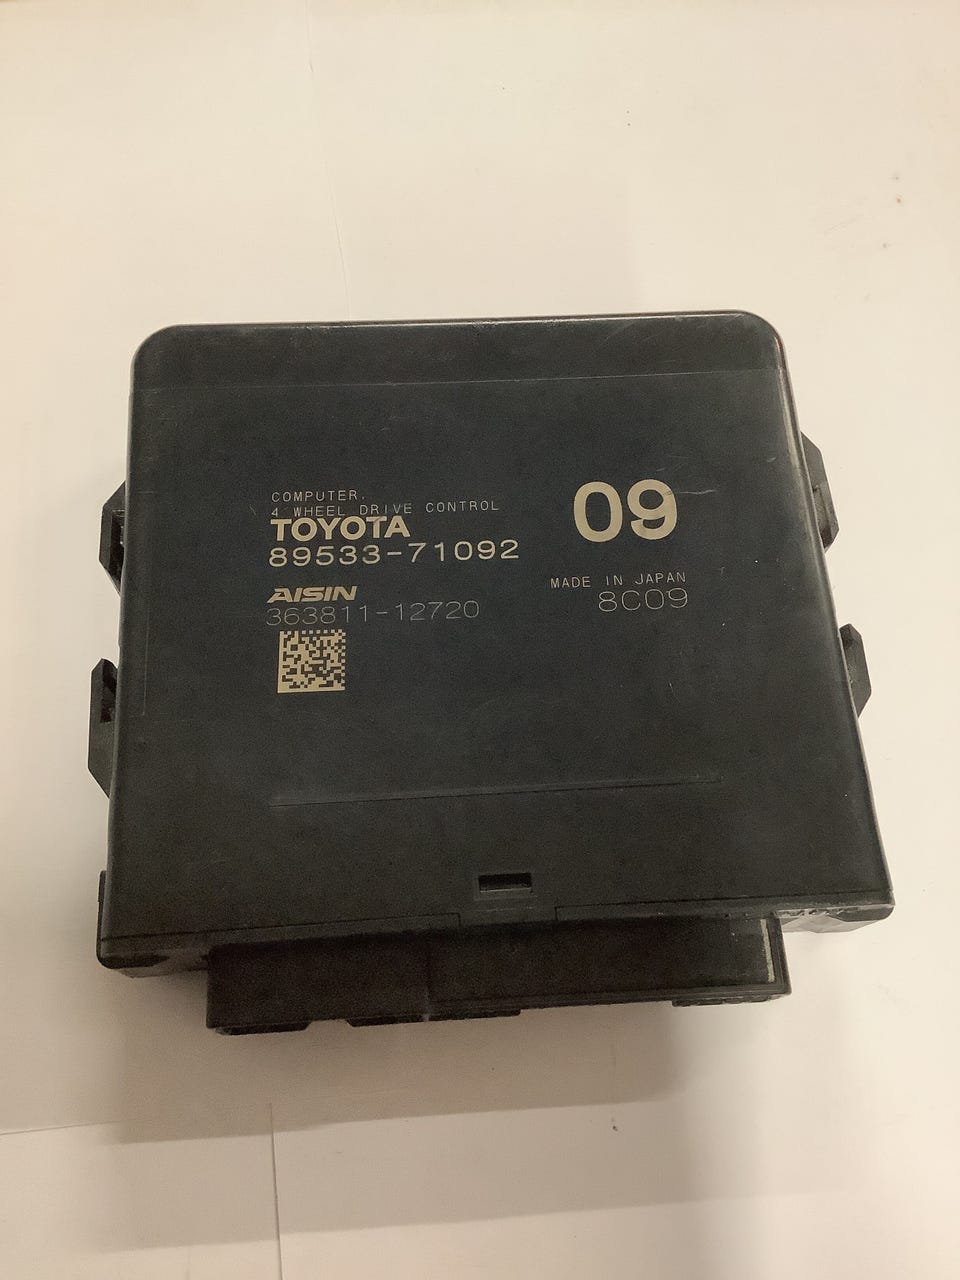 COMPUTER.
4 WHEEL DRIVE CONTROL
TOYOTA
89533-71092
09
AISIN
363811-12720
MADE IN JAPAN
8C09